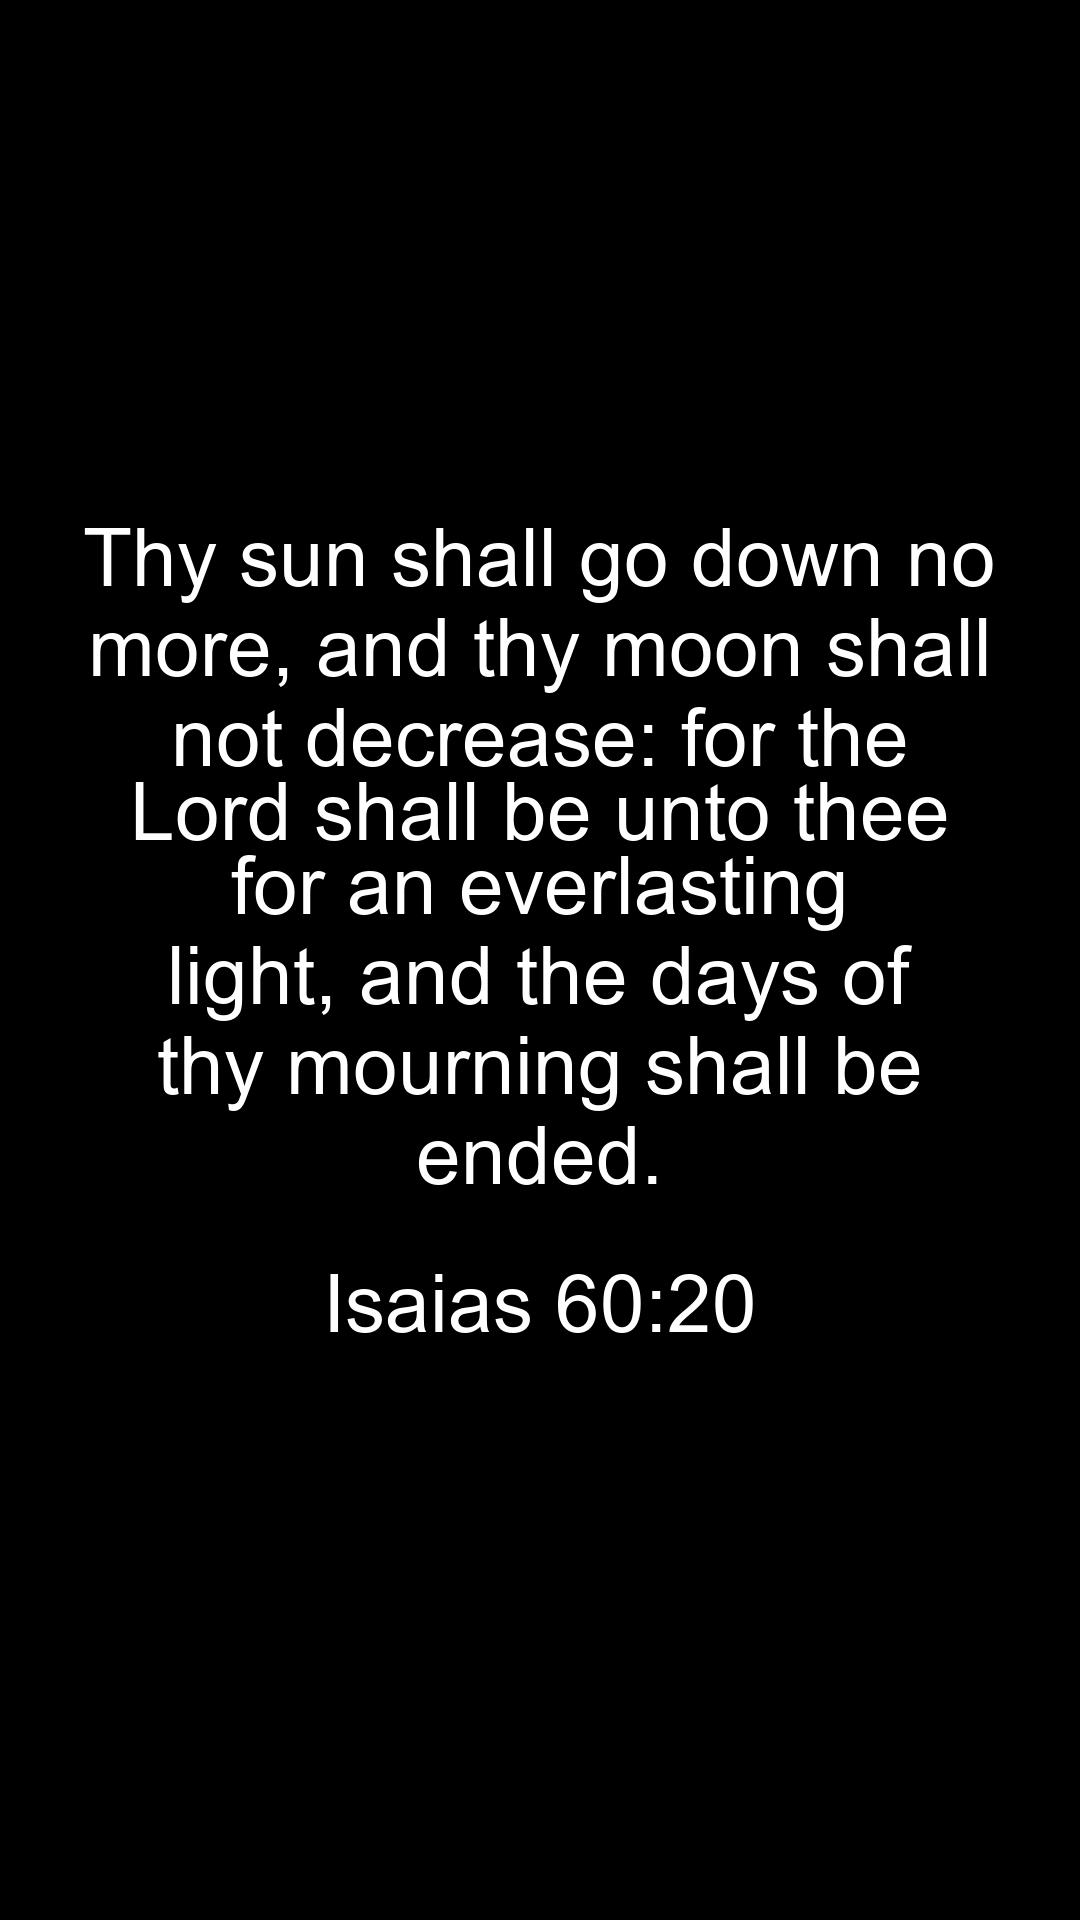 Thy sun shall go down no
more, and thy moon shall
not decrease: for the
Lord shall be unto thee
for an everlasting
light, and the days of
thy mourning shall be
ended.
Isaias 60:20